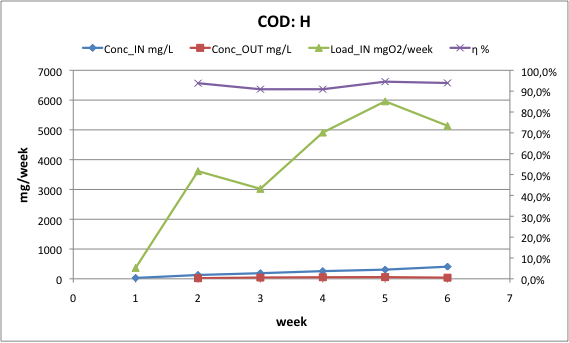 COD: H
Conc_IN mg/L Conc_OUT mg/L Load_IN mgO2/week η %
7000 100,0%
6000 90,0%
5000 80,0%
4000 70,0%
3000 60,0%
2000 50,0%
1000 40,0%
0 30,0%
20,0%
10,0%
0,0%
mg/week
0 1 2 3 4 5 6 7
week